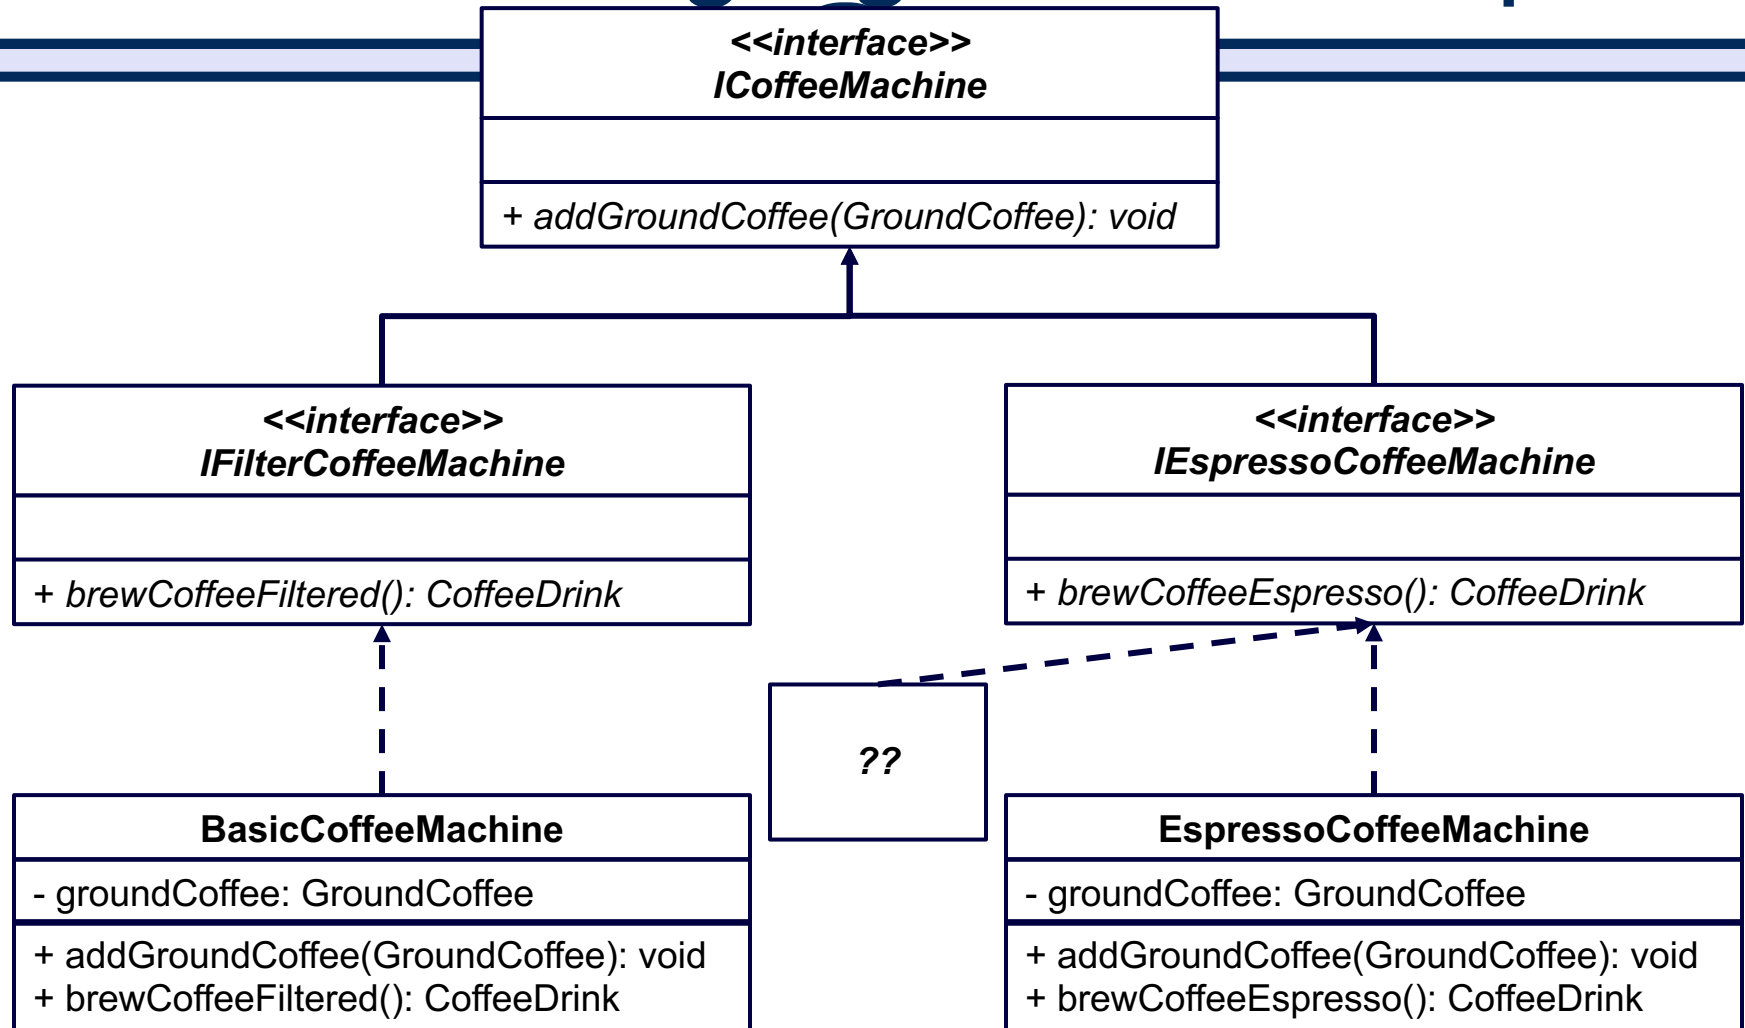 <<interface>>
ICoffeeMachine
+ addGroundCoffee(GroundCoffee): void
<<interface>>
IFilterCoffeeMachine
+ brewCoffeeFiltered(): CoffeeDrink
<<interface>>
IEspressoCoffeeMachine
+ brewCoffeeEspresso(): CoffeeDrink
??
BasicCoffeeMachine
- groundCoffee: GroundCoffee
+ addGroundCoffee(GroundCoffee): void
+ brewCoffeeFiltered(): CoffeeDrink
EspressoCoffeeMachine
- groundCoffee: GroundCoffee
+ addGroundCoffee(GroundCoffee): void
+ brewCoffeeEspresso(): CoffeeDrink